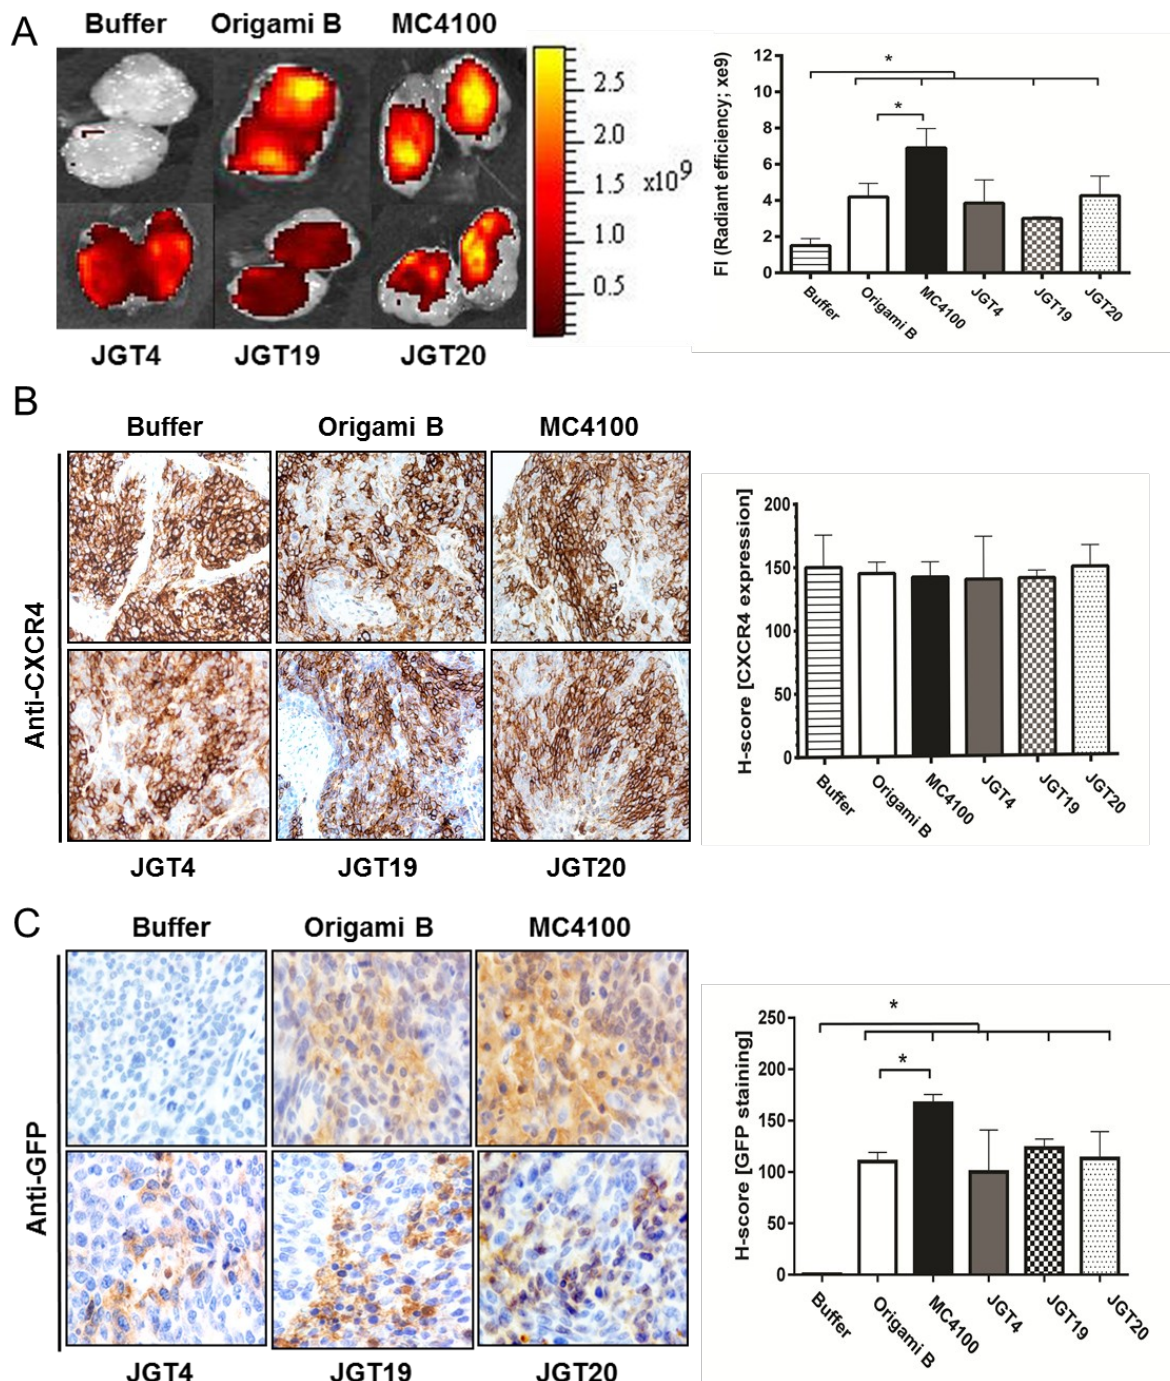 A
Buffer Origami B MC4100
JGT4 JGT19 JGT20
2.5
2.0
1.5
1.0
0.5
x10⁹
FI (Radiant efficiency; xe9)
12
10
8
6
4
2
0
*
*
Buffer
Origami B
MC4100
JGT4
JGT19
JGT20
B
Buffer Origami B MC4100
Anti-CXCR4
JGT4 JGT19 JGT20
H-score [CXCR4 expression]
200
150
100
50
0
Buffer
Origami B
MC4100
JGT4
JGT19
JGT20
C
Buffer Origami B MC4100
Anti-GFP
JGT4 JGT19 JGT20
H-score [GFP staining]
250
200
150
100
50
0
*
*
Buffer
Origami B
MC4100
JGT4
JGT19
JGT20